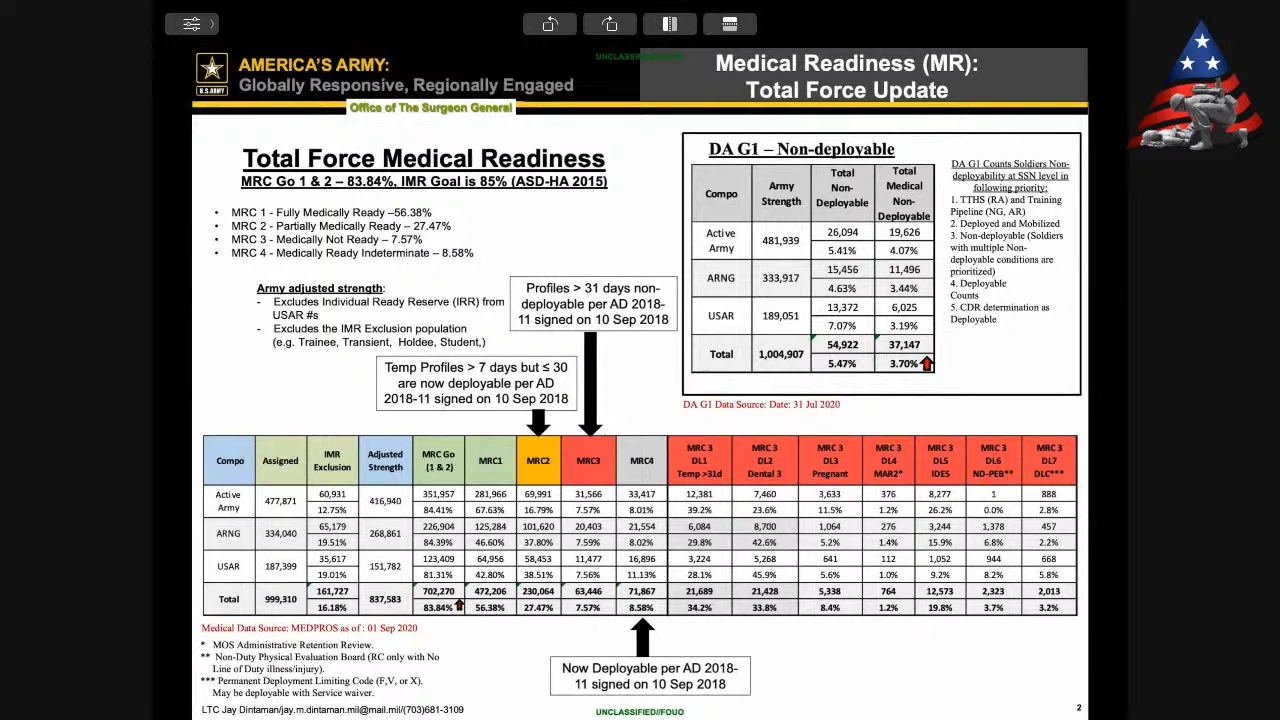 UNCLASSIFIED//FOUO
AMERICA'S ARMY:
Globally Responsive, Regionally Engaged
U.S.ARMY
Office of The Surgeon General
Medical Readiness (MR):
Total Force Update
Total Force Medical Readiness
MRC Go 1 & 2 – 83.84%, IMR Goal is 85% (ASD-HA 2015)
• MRC 1 - Fully Medically Ready –56.38%
• MRC 2 - Partially Medically Ready – 27.47%
• MRC 3 - Medically Not Ready – 7.57%
• MRC 4 - Medically Ready Indeterminate – 8.58%
Army adjusted strength:
- Excludes Individual Ready Reserve (IRR) from
USAR #s
- Excludes the IMR Exclusion population
(e.g. Trainee, Transient, Holdee, Student,)
Profiles > 31 days non-
deployable per AD 2018-
11 signed on 10 Sep 2018
Temp Profiles > 7 days but ≤ 30
are now deployable per AD
2018-11 signed on 10 Sep 2018
DA G1 – Non-deployable
Compo Army Strength Total Non-Deployable Total Medical Non-Deployable
Active Army 481,939 26,094 19,626
5.41% 4.07%
ARNG 333,917 15,456 11,496
4.63% 3.44%
USAR 189,051 13,372 6,025
7.07% 3.19%
Total 1,004,907 54,922 37,147
5.47% 3.70%
DA G1 Counts Soldiers Non-
deployability at SSN level in
following priority:
1. TTHS (RA) and Training
Pipeline (NG, AR)
2. Deployed and Mobilized
3. Non-deployable (Soldiers
with multiple Non-
deployable conditions are
prioritized)
4. Deployable
Counts
5. CDR determination as
Deployable
DA G1 Data Source: Date: 31 Jul 2020
Compo Assigned IMR Exclusion Adjusted Strength MRC Go (1 & 2) MRC1 MRC2 MRC3 MRC4 MRC 3 DL1 Temp >31d MRC 3 DL2 Dental 3 MRC 3 DL3 Pregnant MRC 3 DL4 MAR2* MRC 3 DL5 IDES MRC 3 DL6 ND-PEB** MRC 3 DL7 DLC***
Active Army 477,871 60,931 416,940 351,957 281,966 69,991 31,566 33,417 12,381 7,460 3,633 376 8,277 1 888
12.75% 84.41% 67.63% 16.79% 7.57% 8.01% 39.2% 23.6% 11.5% 1.2% 26.2% 0.0% 2.8%
ARNG 334,040 65,179 268,861 226,904 125,284 101,620 20,403 21,554 6,084 8,700 1,064 276 3,244 1,378 457
19.51% 84.39% 46.60% 37.80% 7.59% 8.02% 29.8% 42.6% 5.2% 1.4% 15.9% 6.8% 2.2%
USAR 187,399 35,617 151,782 123,409 64,956 58,453 11,477 16,896 3,224 5,268 641 112 1,052 944 668
19.01% 81.31% 42.80% 38.51% 7.56% 11.13% 28.1% 45.9% 5.6% 1.0% 9.2% 8.2% 5.8%
Total 999,310 161,727 837,583 702,270 472,206 230,064 63,446 71,867 21,689 21,428 5,338 764 12,573 2,323 2,013
16.18% 83.84% 56.38% 27.47% 7.57% 8.58% 34.2% 33.8% 8.4% 1.2% 19.8% 3.7% 3.2%
Medical Data Source: MEDPROS as of : 01 Sep 2020
* MOS Administrative Retention Review.
** Non-Duty Physical Evaluation Board (RC only with No
Line of Duty illness/injury).
*** Permanent Deployment Limiting Code (F,V, or X).
May be deployable with Service waiver.
Now Deployable per AD 2018-
11 signed on 10 Sep 2018
LTC Jay Dintaman/jay.m.dintaman.mil@mail.mil/(703)681-3109
UNCLASSIFIED//FOUO
2